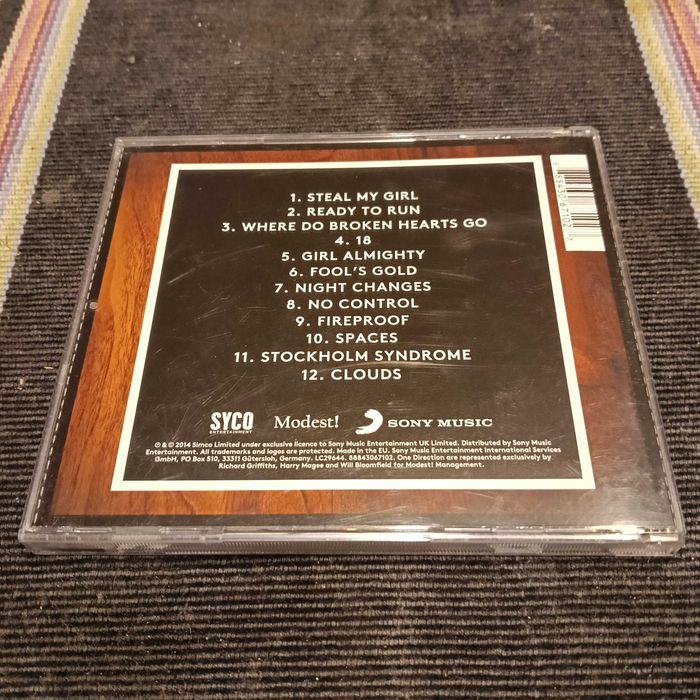 1. STEAL MY GIRL
2. READY TO RUN
3. WHERE DO BROKEN HEARTS GO
4. 18
5. GIRL ALMIGHTY
6. FOOL'S GOLD
7. NIGHT CHANGES
8. NO CONTROL
9. FIREPROOF
10. SPACES
11. STOCKHOLM SYNDROME
12. CLOUDS
SYCO
ENTERTAINMENT
Modest!
SONY MUSIC
℗ & © 2014 Simco Limited under exclusive licence to Sony Music Entertainment UK Limited. Distributed by Sony Music
Entertainment. All trademarks and logos are protected. Made in the EU. Sony Music Entertainment International Services
GmbH, PO Box 510, 33311 Gütersloh, Germany. LC29644. 88843067102. One Direction are represented exclusively by
Richard Griffiths, Harry Magee and Will Bloomfield for Modest! Management.